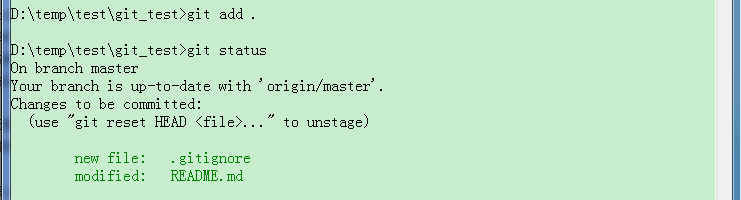 D:\temp\test\git_test>git add .
D:\temp\test\git_test>git status
On branch master
Your branch is up-to-date with 'origin/master'.
Changes to be committed:
  (use "git reset HEAD <file>..." to unstage)
        new file:   .gitignore
        modified:   README.md